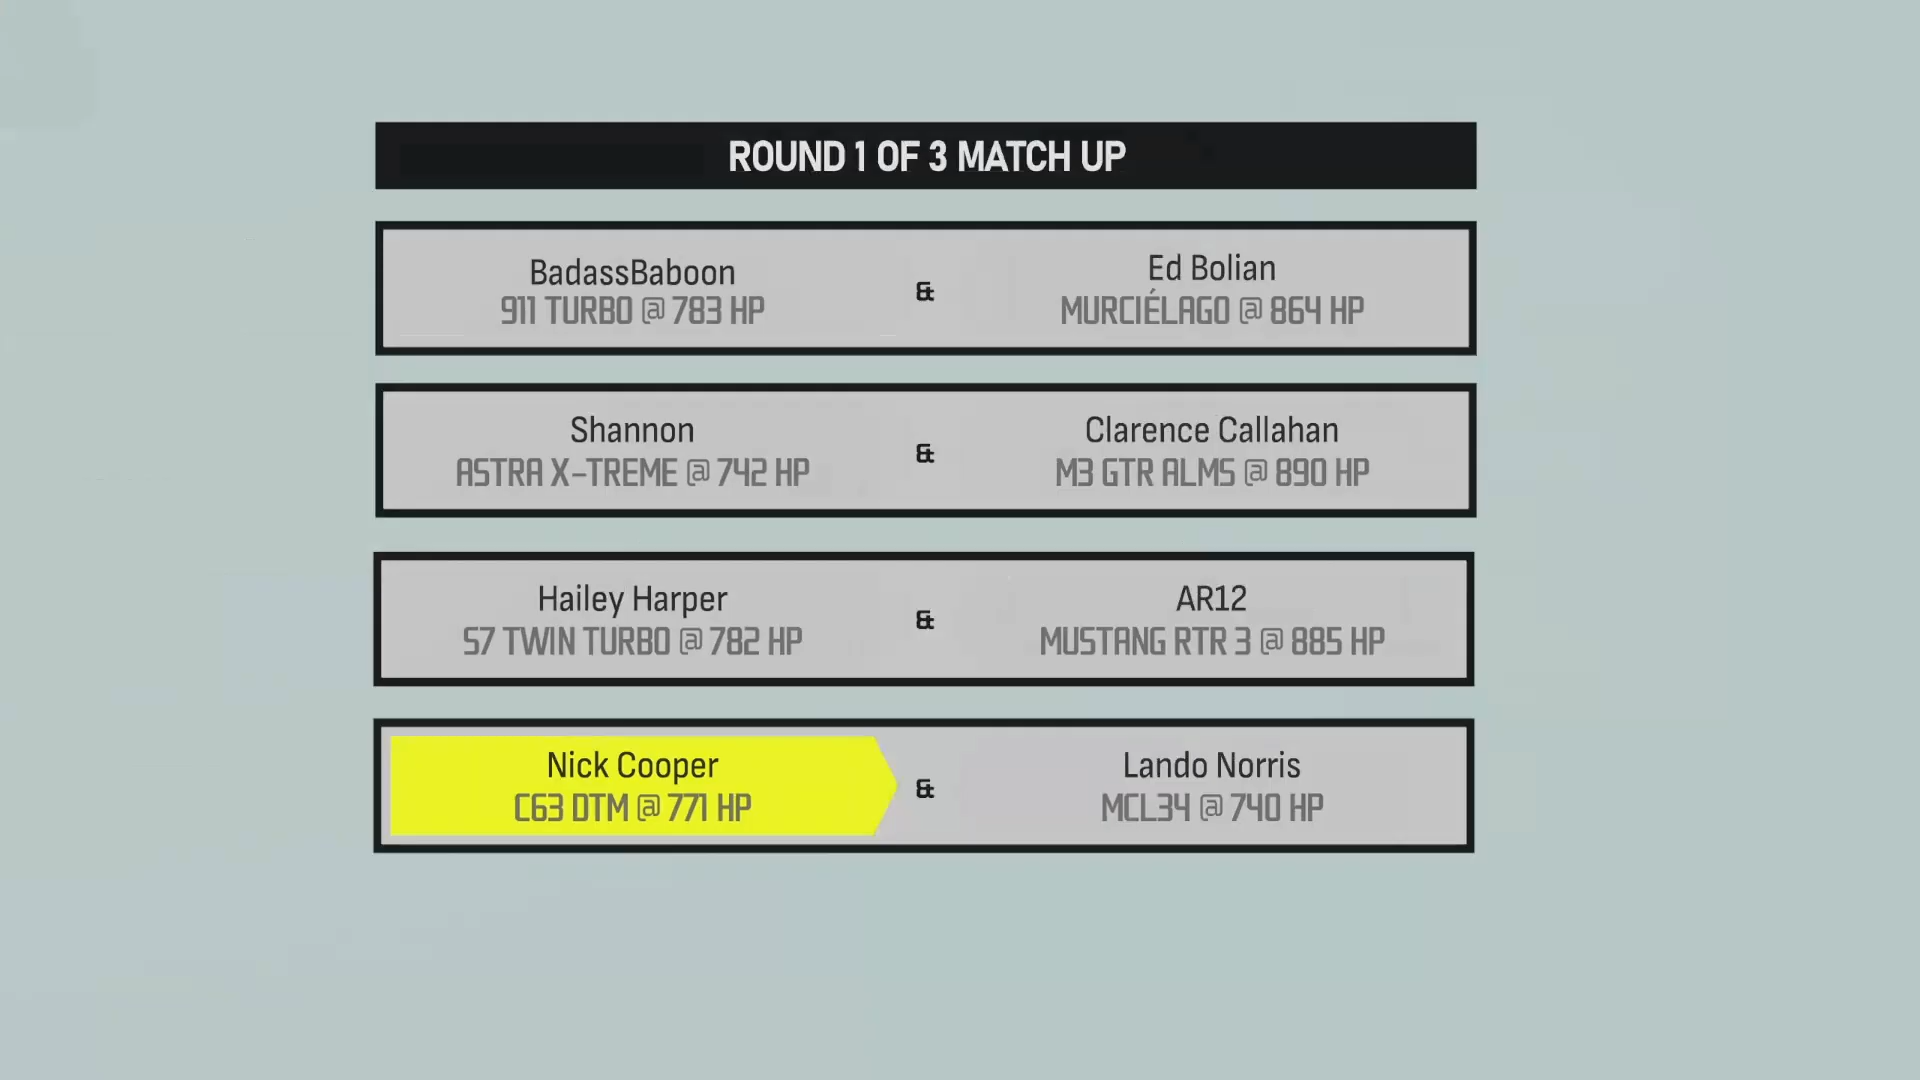 ROUND 1 OF 3 MATCH UP
BadassBaboon
911 TURBO @ 783 HP
&
Ed Bolian
MURCIÉLAGO @ 864 HP
Shannon
ASTRA X-TREME @ 742 HP
&
Clarence Callahan
M3 GTR ALMS @ 890 HP
Hailey Harper
S7 TWIN TURBO @ 782 HP
&
AR12
MUSTANG RTR 3 @ 885 HP
Nick Cooper
C63 DTM @ 771 HP
&
Lando Norris
MCL34 @ 740 HP